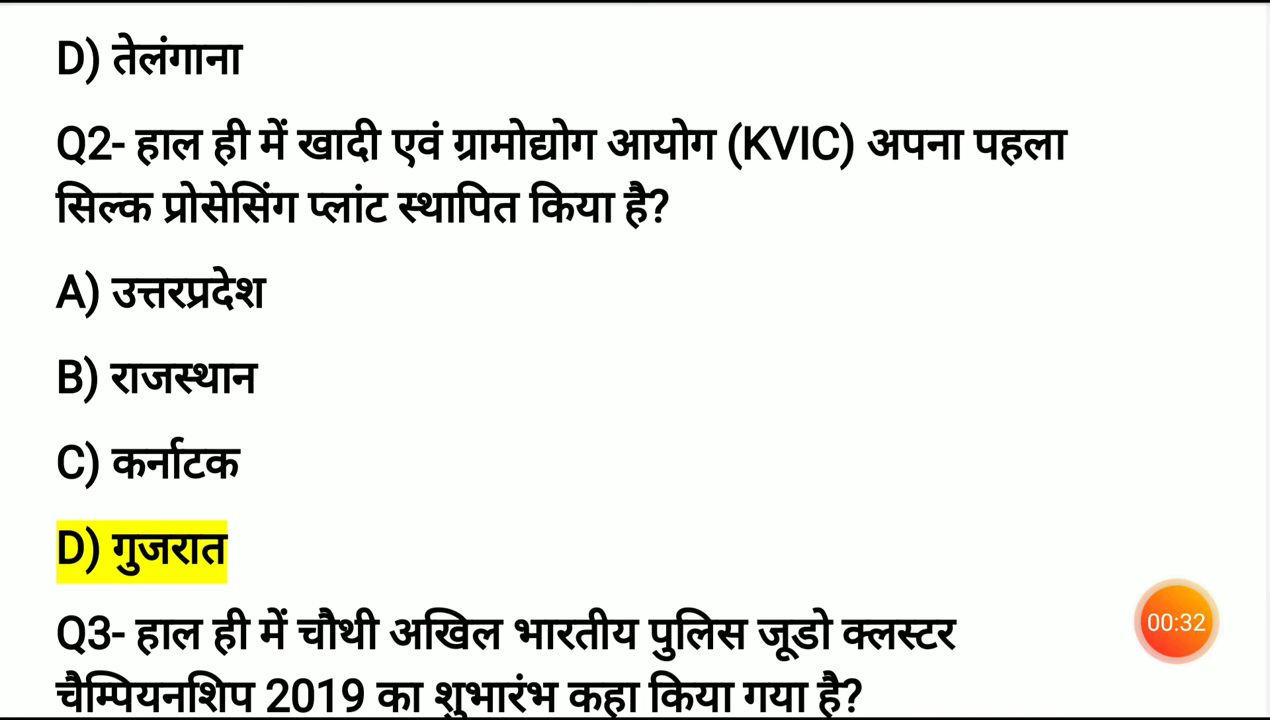 D) तेलंगाना
Q2- हाल ही में खादी एवं ग्रामोद्योग आयोग (KVIC) अपना पहला
सिल्क प्रोसेसिंग प्लांट स्थापित किया है?
A) उत्तरप्रदेश
B) राजस्थान
C) कर्नाटक
D) गुजरात
Q3- हाल ही में चौथी अखिल भारतीय पुलिस जूडो क्लस्टर
00:32
चैम्पियनशिप 2019 का शुभारंभ कहा किया गया है?